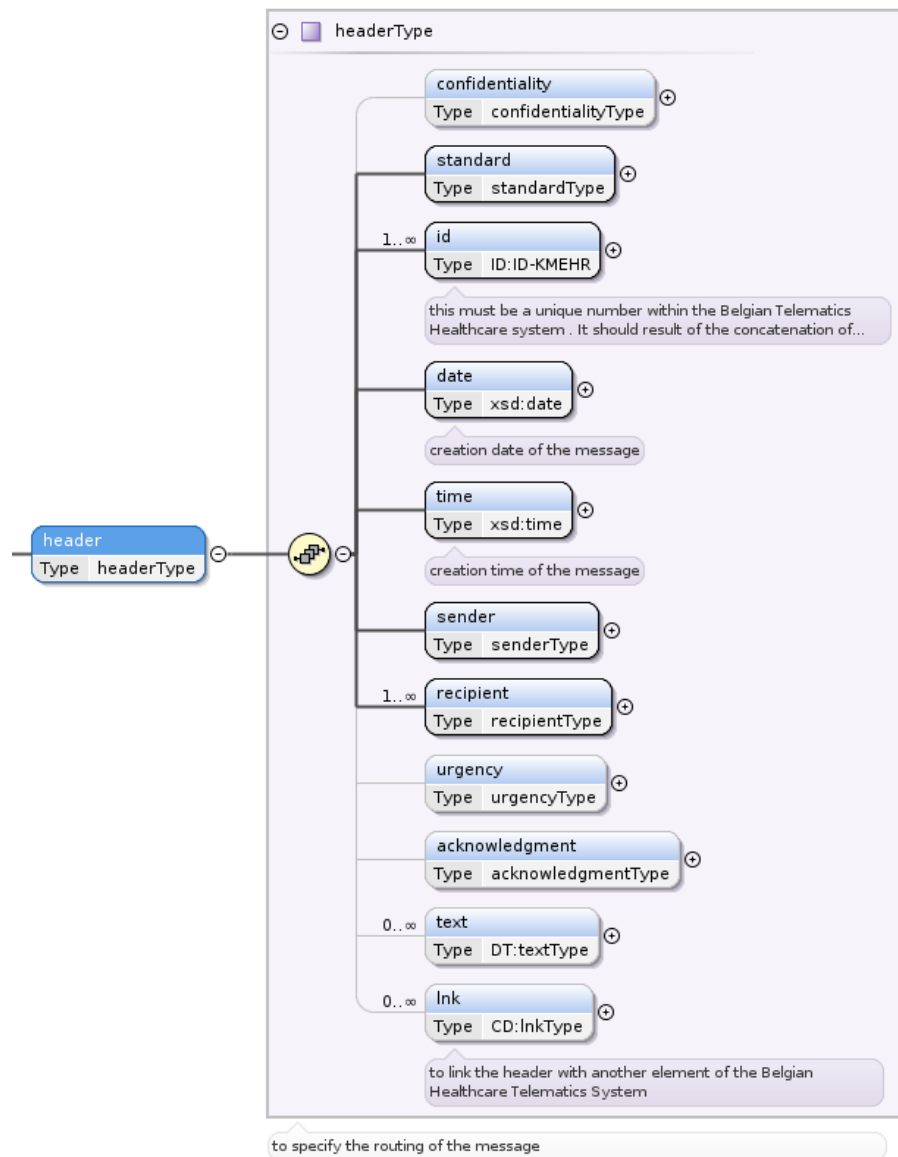 headerType
confidentiality
Type confidentialityType
standard
Type standardType
1..∞ id
Type ID:ID-KMEHR
this must be a unique number within the Belgian Telematics
Healthcare system . It should result of the concatenation of...
date
Type xsd:date
creation date of the message
time
Type xsd:time
creation time of the message
header
Type headerType
sender
Type senderType
1..∞ recipient
Type recipientType
urgency
Type urgencyType
acknowledgment
Type acknowledgmentType
0..∞ text
Type DT:textType
0..∞ lnk
Type CD:lnkType
to link the header with another element of the Belgian
Healthcare Telematics System
to specify the routing of the message